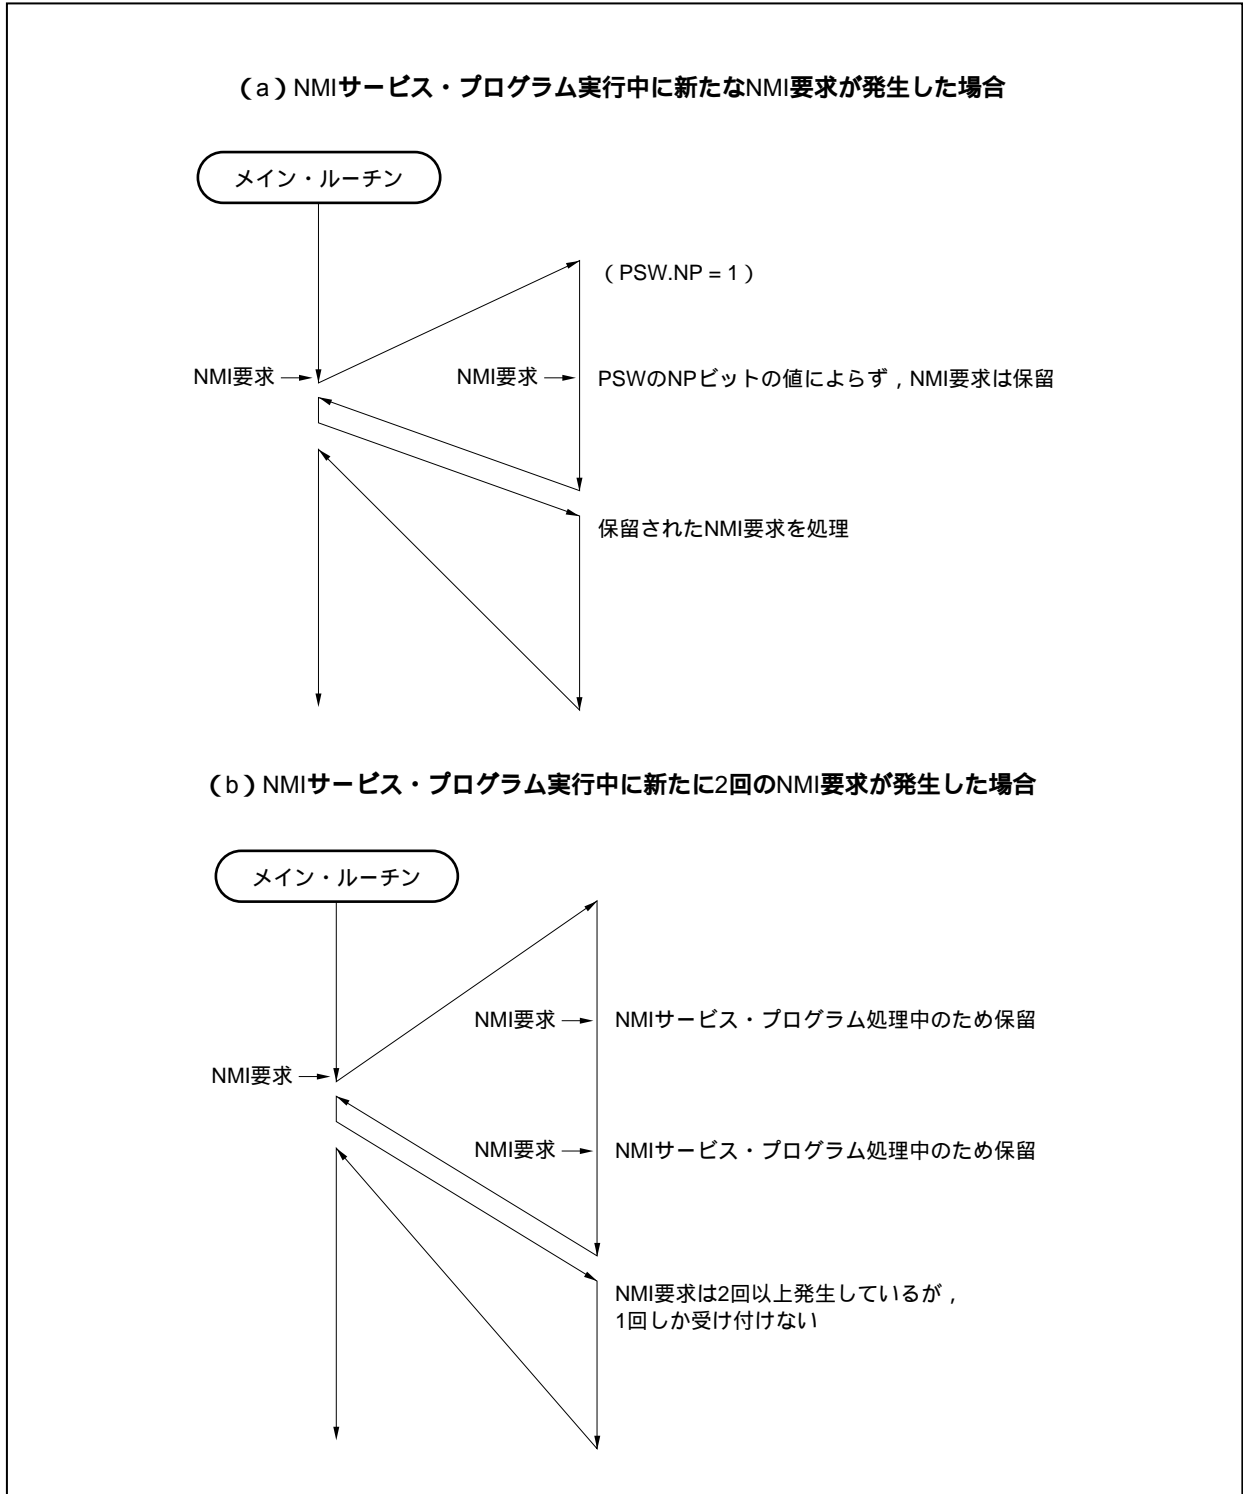 （a）NMIサービス・プログラム実行中に新たなNMI要求が発生した場合
メイン・ルーチン
（PSW.NP = 1）
NMI要求
NMI要求
PSWのNPビットの値によらず，NMI要求は保留
保留されたNMI要求を処理
（b）NMIサービス・プログラム実行中に新たに2回のNMI要求が発生した場合
メイン・ルーチン
NMI要求
NMIサービス・プログラム処理中のため保留
NMI要求
NMI要求
NMIサービス・プログラム処理中のため保留
NMI要求は2回以上発生しているが，
1回しか受け付けない